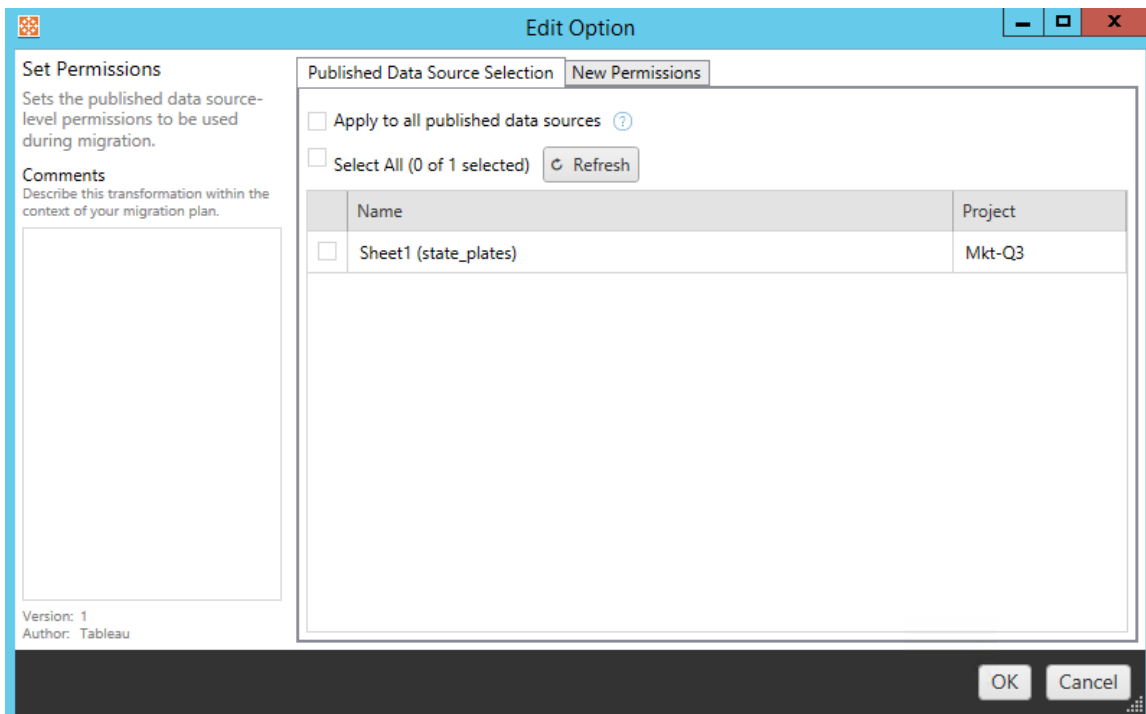 Edit Option
Set Permissions
Sets the published data source-
level permissions to be used
during migration.
Comments
Describe this transformation within the
context of your migration plan.
Version: 1
Author: Tableau
Published Data Source Selection
New Permissions
Apply to all published data sources ?
Select All (0 of 1 selected)
Refresh
Name Project
Sheet1 (state_plates) Mkt-Q3
OK Cancel